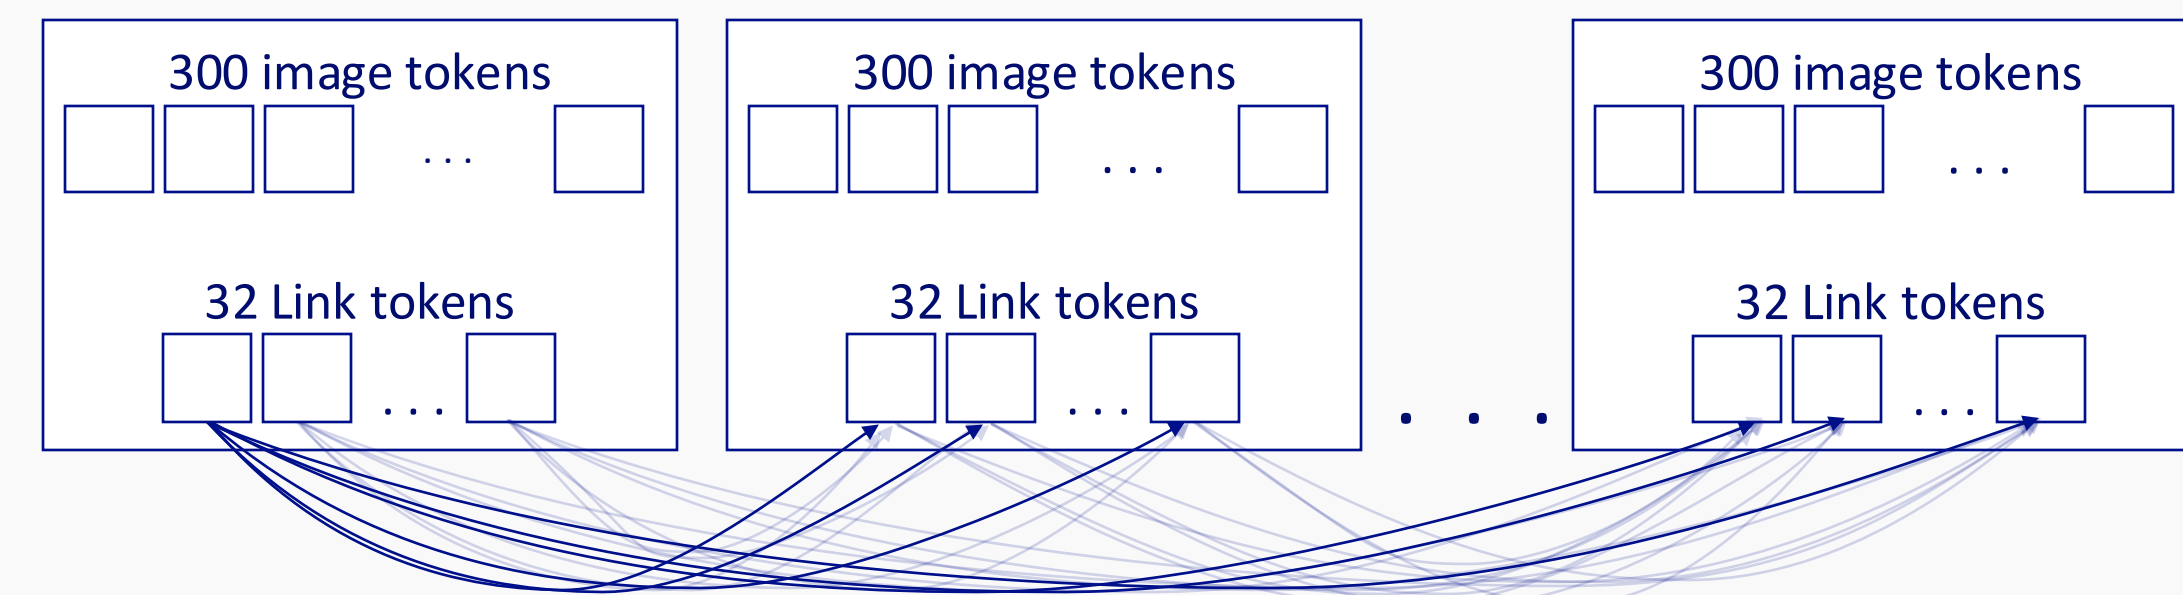 300 image tokens
300 image tokens
300 image tokens
. . .
. . .
. . .
32 Link tokens
32 Link tokens
32 Link tokens
. . .
. . .
. . .
. . .